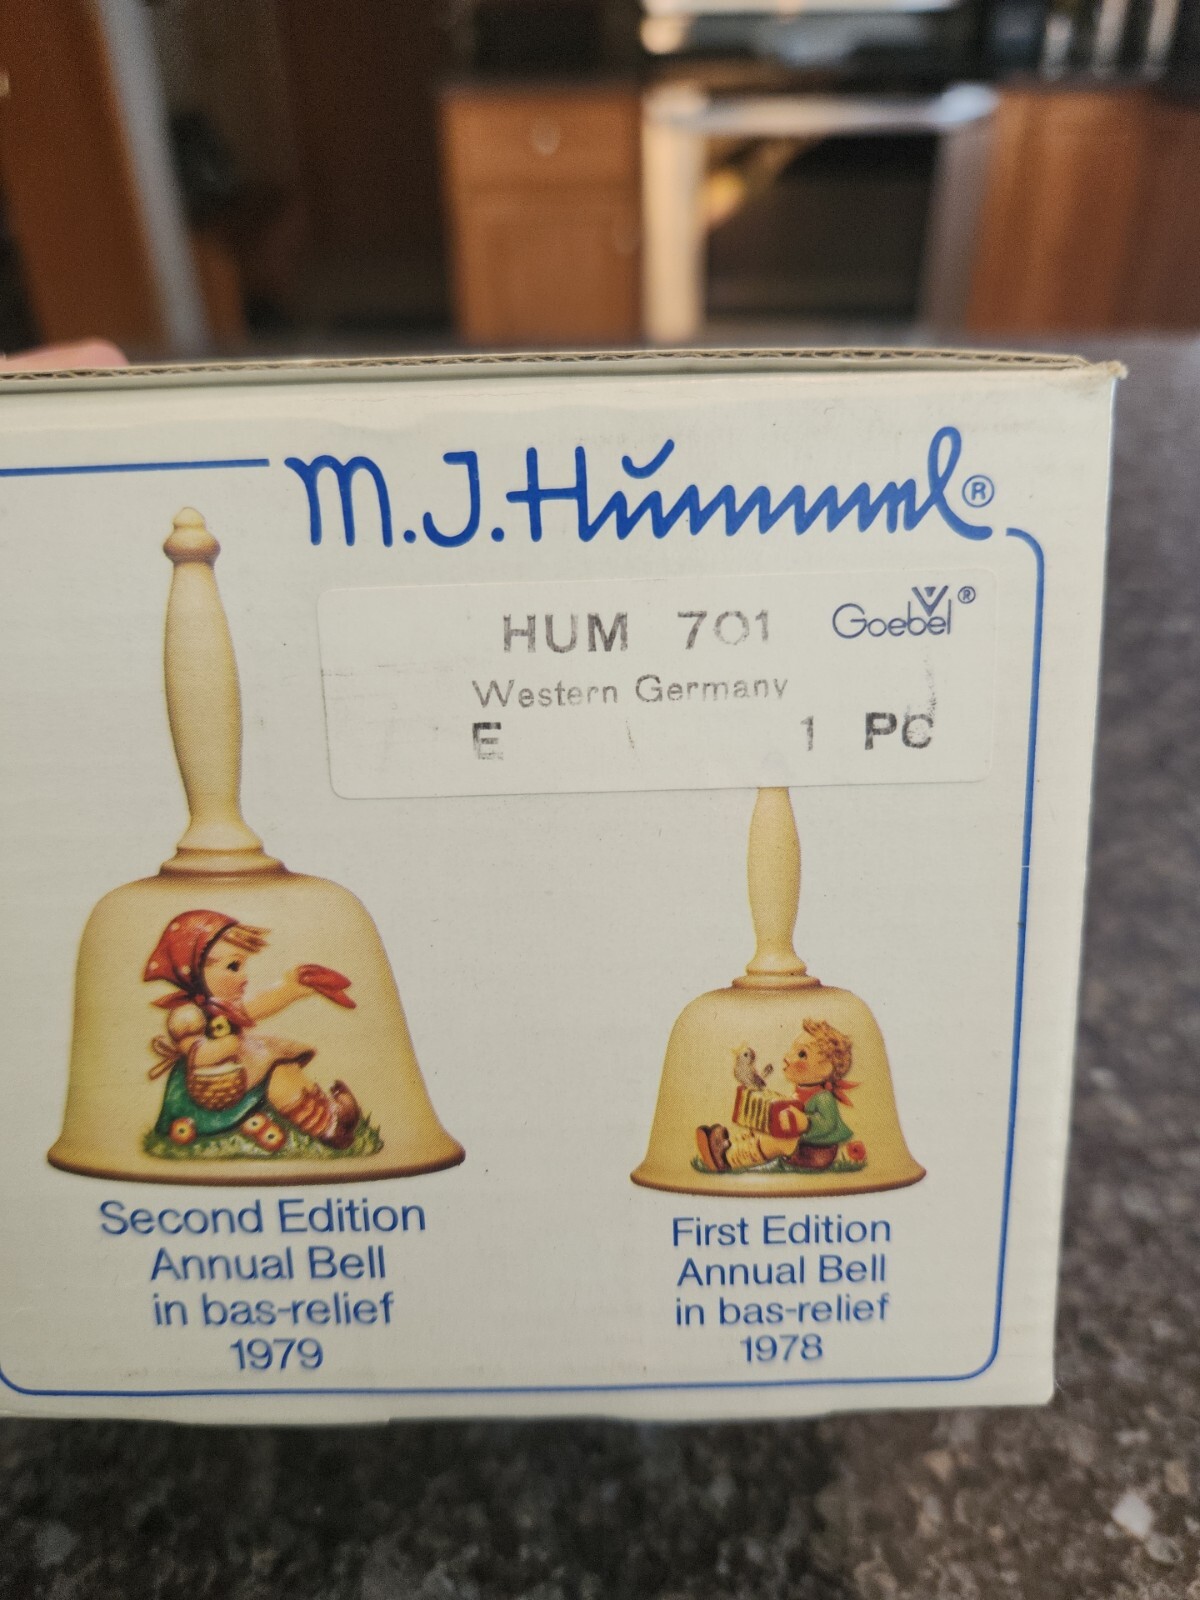 M.J.Hummel®
HUM 701
Goebel®
Western Germany
E 1 PC
Second Edition
Annual Bell
in bas-relief
1979
First Edition
Annual Bell
in bas-relief
1978